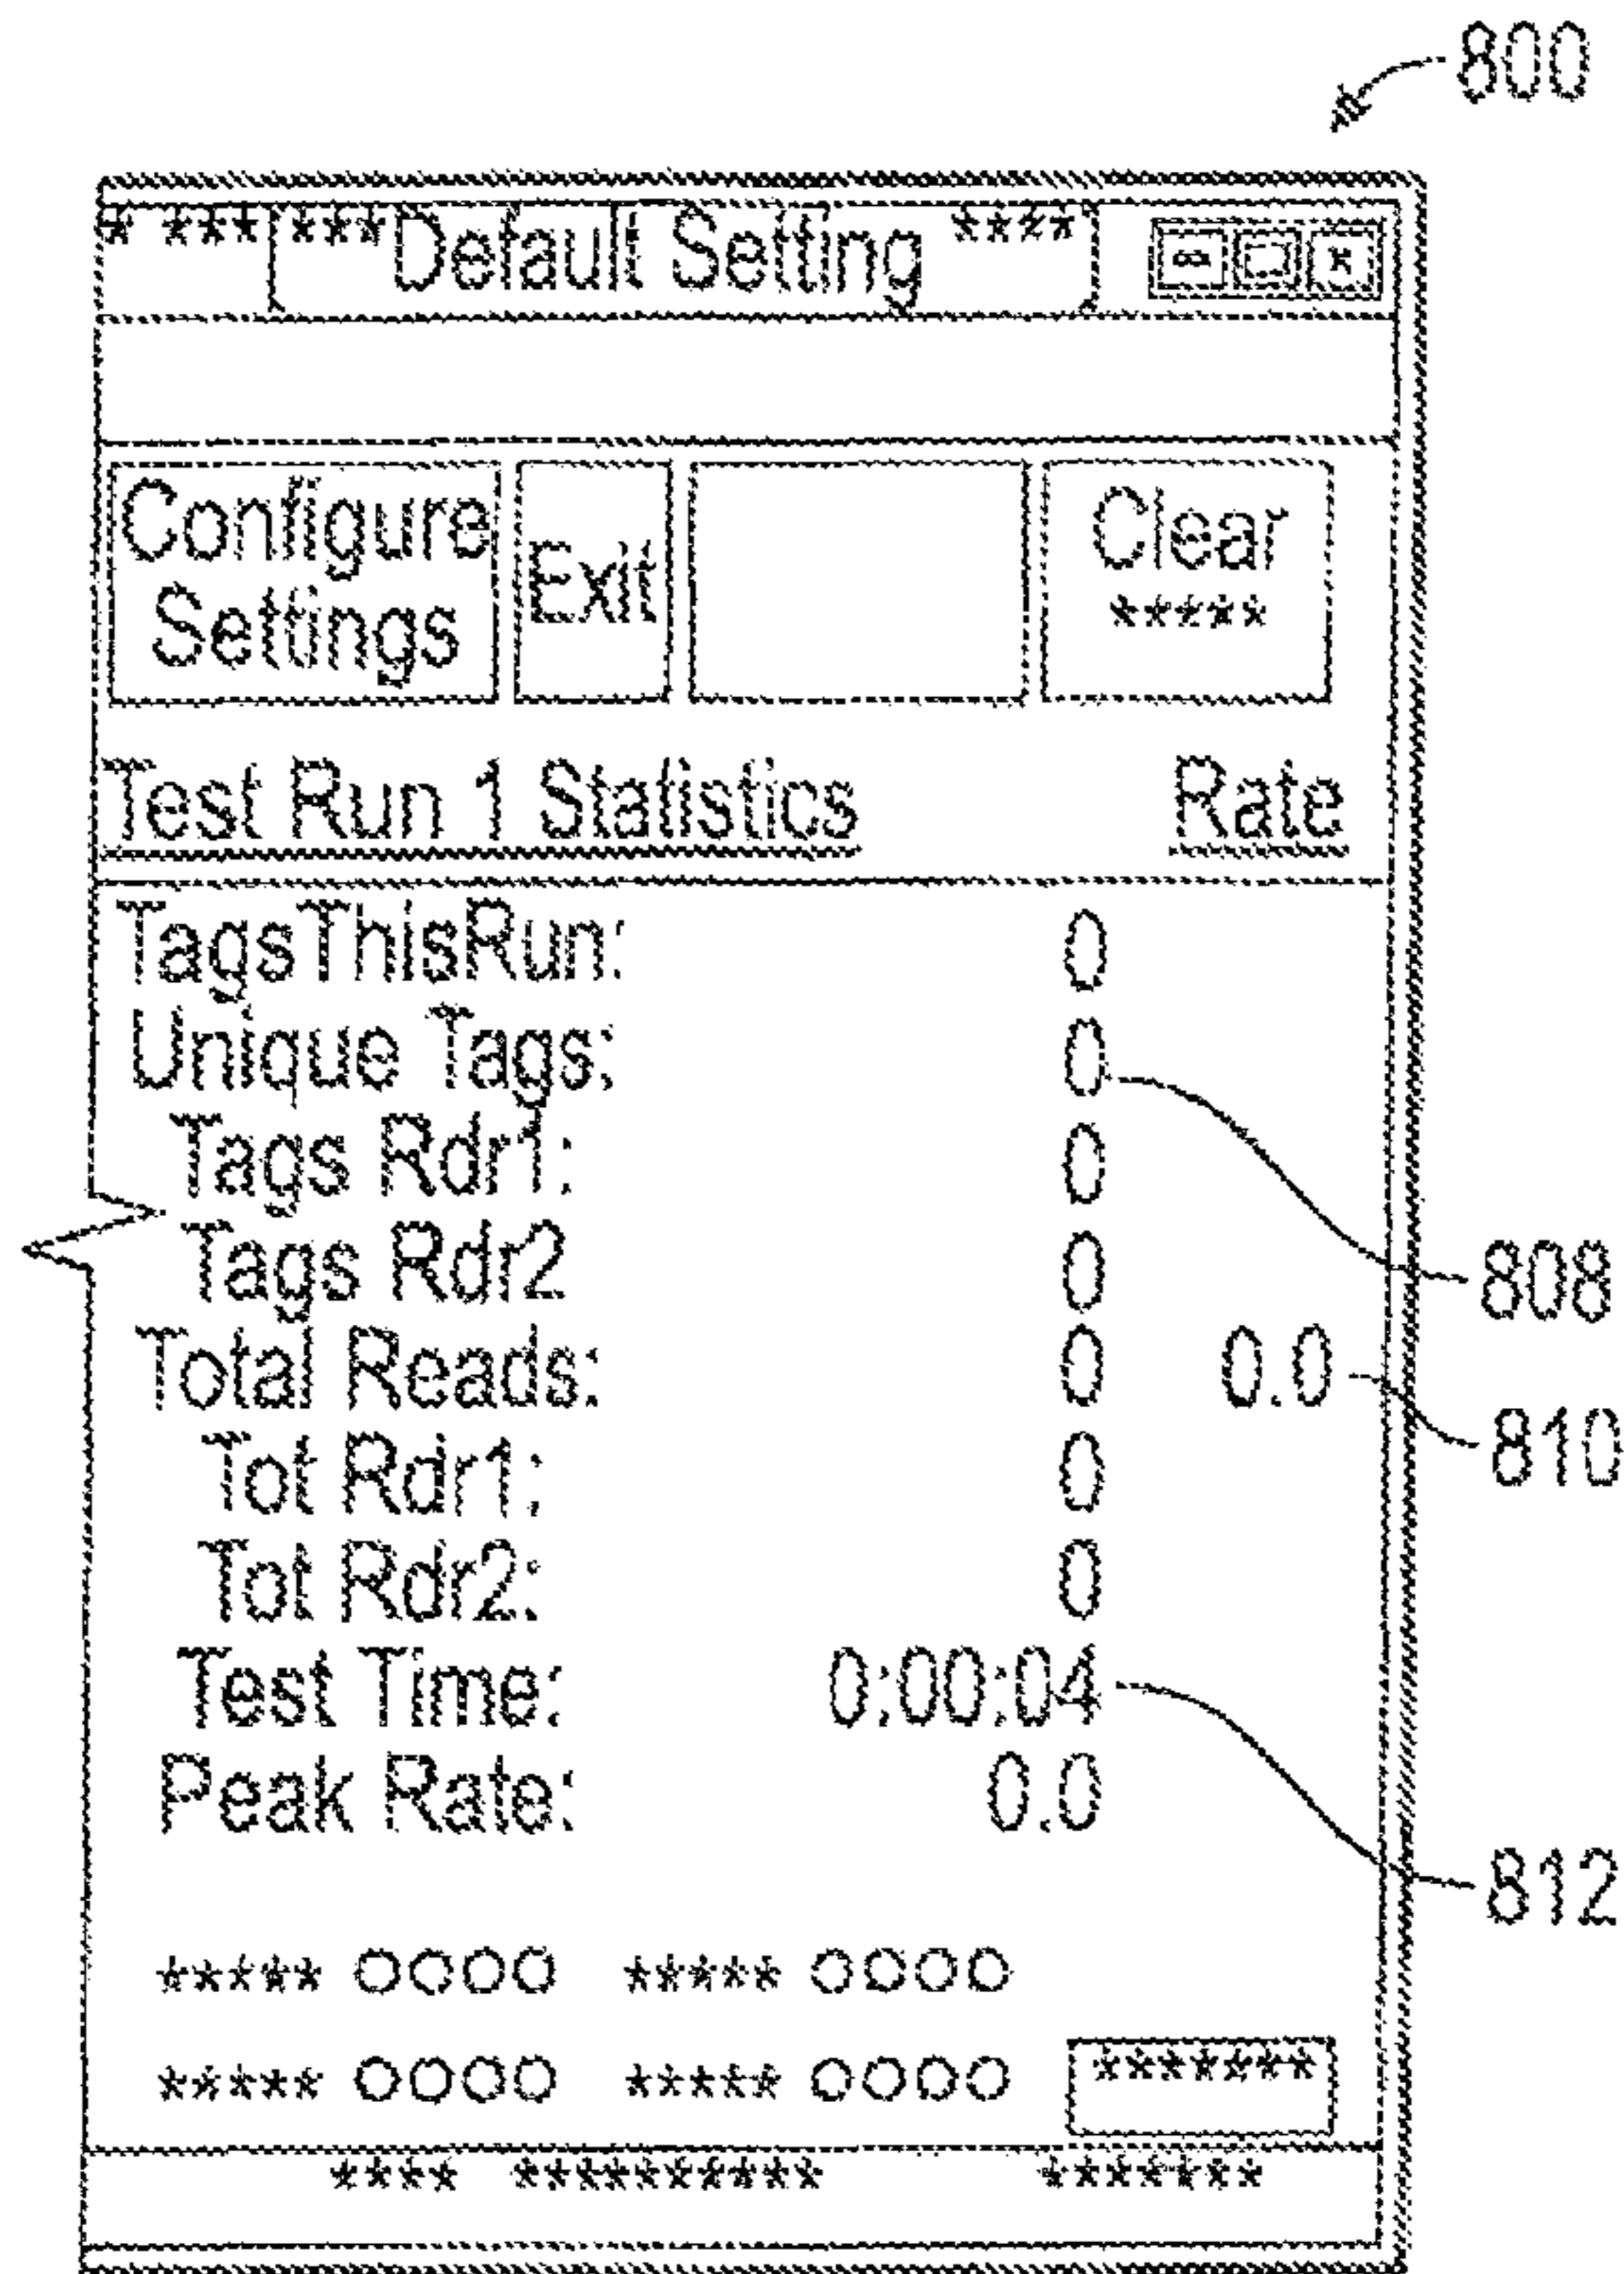 800
* *** *** Default Setting ****
Configure Settings
Exit
Clear
*****
Test Run 1 Statistics Rate
TagsThisRun: 0
Unique Tags: 0
808
Tags Rdr1: 0
Tags Rdr2 0
Total Reads: 0 0.0
810
Tot Rdr1: 0
Tot Rdr2: 0
Test Time: 0:00:04
812
Peak Rate: 0.0
***** OOOO ***** OOOO
***** OOOO ***** OOOO *******
**** ********** *******